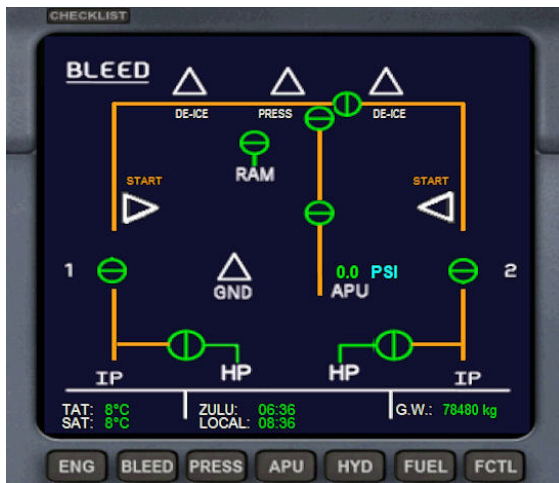 CHECKLIST
BLEED
DE-ICE PRESS DE-ICE
RAM
START START
1 2
0.0 PSI
GND APU
HP HP
IP IP
TAT: 8°C ZULU: 06:36 G.W.: 78480 kg
SAT: 8°C LOCAL: 08:36
ENG BLEED PRESS APU HYD FUEL FCTL